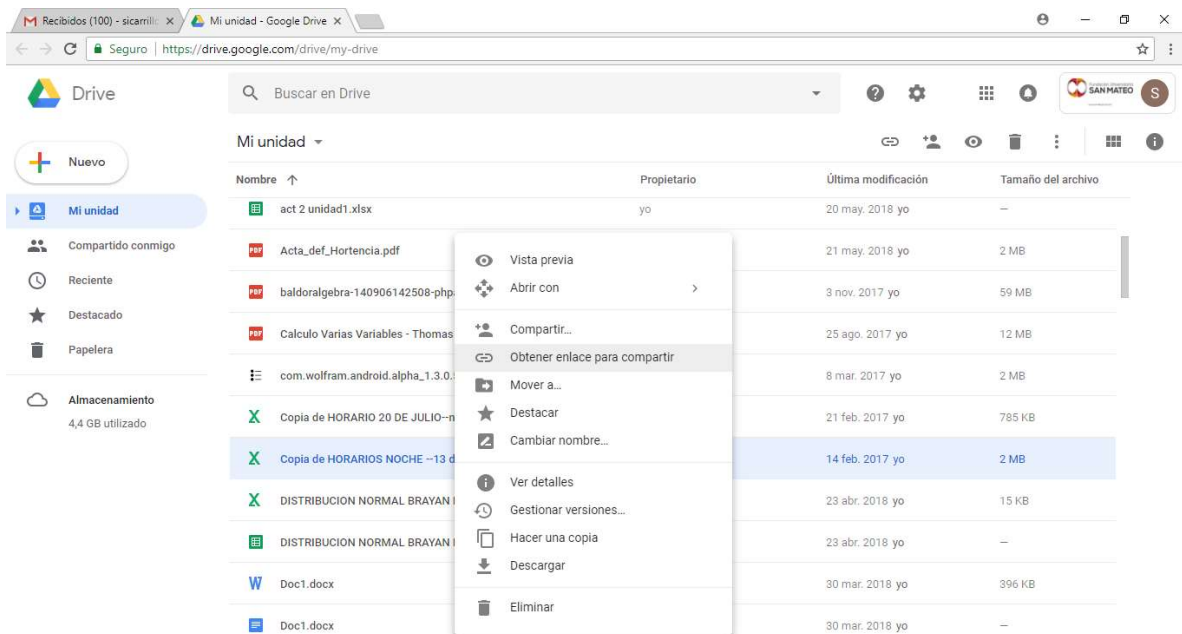 Recibidos (100) - sicarrill
Mi unidad - Google Drive
Seguro | https://drive.google.com/drive/my-drive
Drive
Buscar en Drive
SAN MATEO
S
Nuevo
Mi unidad
Nombre
Propietario
Última modificación
Tamaño del archivo
Mi unidad
Compartido conmigo
Reciente
Destacado
Papelera
Almacenamiento
4,4 GB utilizado
act 2 unidad1.xlsx yo 20 may. 2018 yo —
PDF Acta_def_Hortencia.pdf 21 may. 2018 yo 2 MB
PDF baldoralgebra-140906142508-php 3 nov. 2017 yo 59 MB
PDF Calculo Varias Variables - Thomas 25 ago. 2017 yo 12 MB
com.wolfram.android.alpha_1.3.0. 8 mar. 2017 yo 2 MB
X Copia de HORARIO 20 DE JULIO--n 21 feb. 2017 yo 785 KB
X Copia de HORARIOS NOCHE --13 d 14 feb. 2017 yo 2 MB
X DISTRIBUCION NORMAL BRAYAN 23 abr. 2018 yo 15 KB
DISTRIBUCION NORMAL BRAYAN 23 abr. 2018 yo —
W Doc1.docx 30 mar. 2018 yo 396 KB
Doc1.docx 30 mar. 2018 yo —
Vista previa
Abrir con
Compartir...
Obtener enlace para compartir
Mover a...
Destacar
Cambiar nombre...
Ver detalles
Gestionar versiones...
Hacer una copia
Descargar
Eliminar